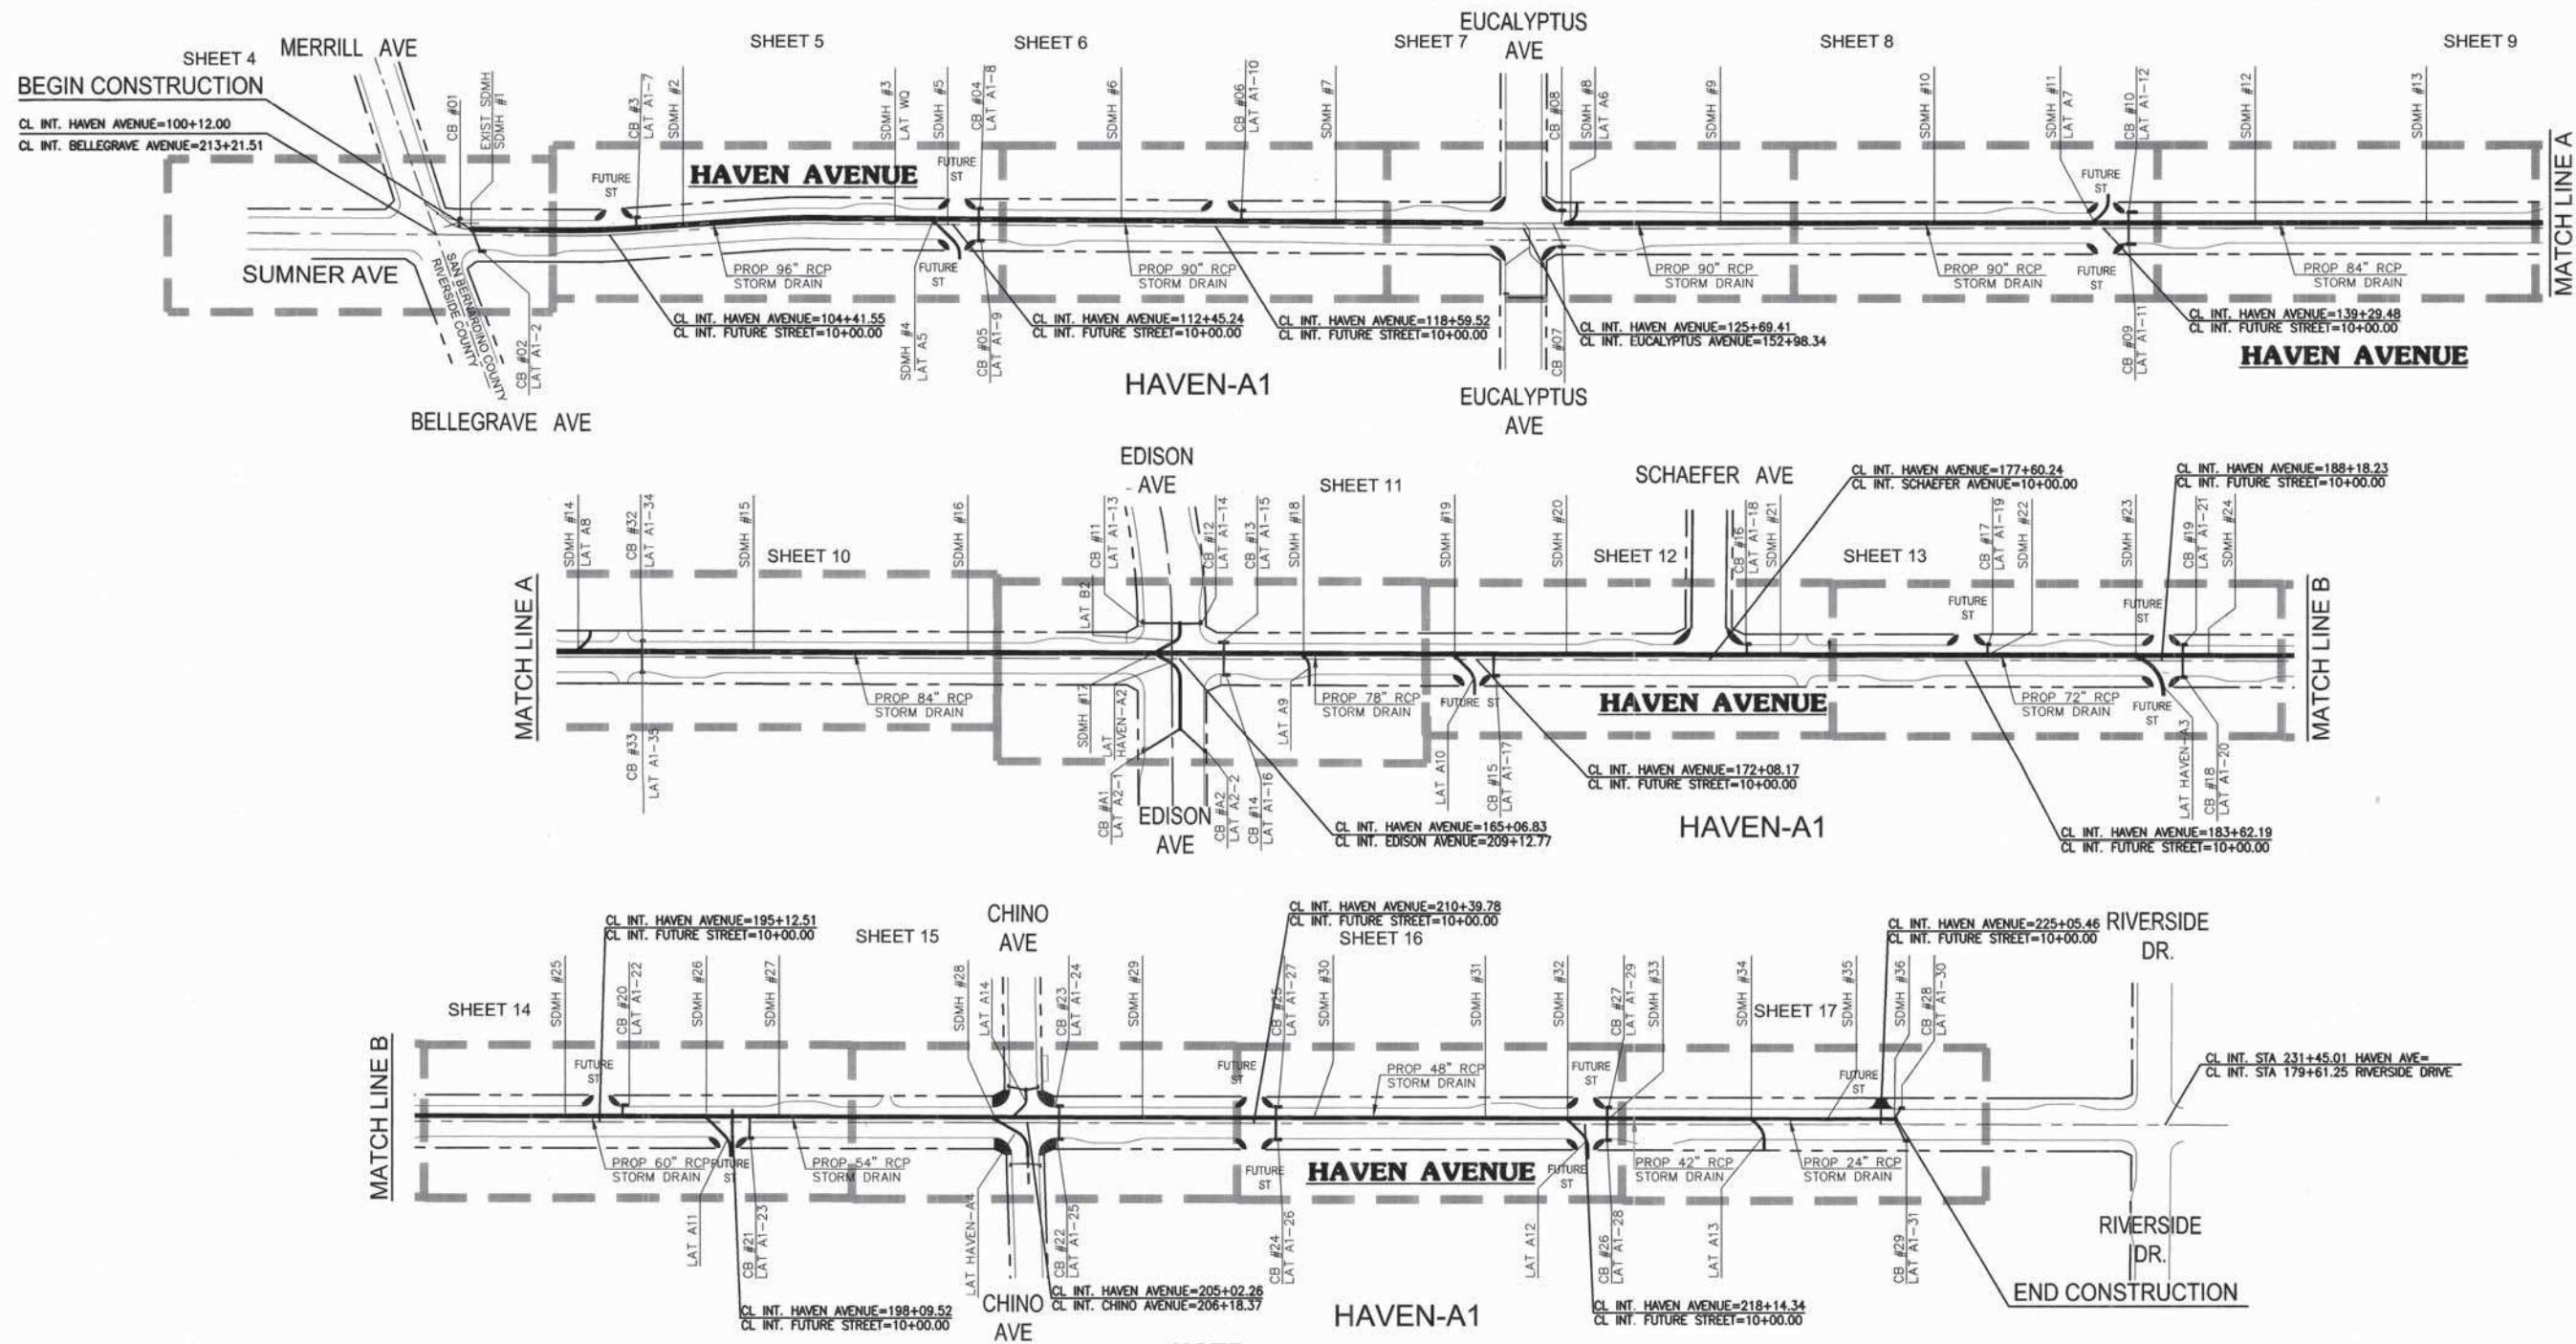 SHEET 4
MERRILL AVE
SHEET 5
SHEET 6
SHEET 7
EUCALYPTUS
AVE
SHEET 8
SHEET 9
BEGIN CONSTRUCTION
CL INT. HAVEN AVENUE=100+12.00
CL INT. BELLEGRAVE AVENUE=213+21.51
CB #01
EXIST SDMH
SDMH #1
CB #3
LAT A1-7
SDMH #2
SDMH #3
LAT WQ
SDMH #5
CB #04
LAT A1-8
SDMH #6
CB #06
LAT A1-10
SDMH #7
CB #08
SDMH #8
LAT A6
SDMH #9
SDMH #10
SDMH #11
LAT A7
CB #10
LAT A1-12
SDMH #12
SDMH #13
MATCH LINE A
FUTURE
ST
HAVEN AVENUE
FUTURE
ST
FUTURE
ST
SUMNER AVE
SAN BERNARDINO COUNTY
RIVERSIDE COUNTY
PROP 96" RCP
STORM DRAIN
FUTURE
ST
PROP 90" RCP
STORM DRAIN
PROP 90" RCP
STORM DRAIN
PROP 90" RCP
STORM DRAIN
FUTURE
ST
PROP 84" RCP
STORM DRAIN
CB #02
LAT A1-2
CL INT. HAVEN AVENUE=104+41.55
CL INT. FUTURE STREET=10+00.00
SDMH #4
LAT A5
CB #05
LAT A1-9
CL INT. HAVEN AVENUE=112+45.24
CL INT. FUTURE STREET=10+00.00
CL INT. HAVEN AVENUE=118+59.52
CL INT. FUTURE STREET=10+00.00
CB #07
CL INT. HAVEN AVENUE=125+69.41
CL INT. EUCALYPTUS AVENUE=152+98.34
CB #09
LAT A1-11
CL INT. HAVEN AVENUE=139+29.48
CL INT. FUTURE STREET=10+00.00
HAVEN AVENUE
BELLEGRAVE AVE
HAVEN-A1
EUCALYPTUS
AVE
EDISON
AVE
SHEET 10
SHEET 11
SCHAEFER AVE
SHEET 12
SHEET 13
CL INT. HAVEN AVENUE=177+60.24
CL INT. SCHAEFER AVENUE=10+00.00
CL INT. HAVEN AVENUE=188+18.23
CL INT. FUTURE STREET=10+00.00
SDMH #14
LAT A8
CB #32
LAT A1-34
SDMH #15
SDMH #16
LAT B2
CB #11
LAT A1-13
CB #12
LAT A1-14
CB #13
LAT A1-15
SDMH #18
SDMH #19
SDMH #20
CB #16
LAT A1-18
SDMH #21
CB #17
LAT A1-19
SDMH #22
SDMH #23
CB #19
LAT A1-21
SDMH #24
MATCH LINE A
FUTURE
ST
FUTURE
ST
MATCH LINE B
PROP 84" RCP
STORM DRAIN
PROP 78" RCP
STORM DRAIN
FUTURE ST
HAVEN AVENUE
PROP 72" RCP
STORM DRAIN
FUTURE
ST
CB #33
LAT A1-35
SDMH #17
LAT
HAVEN-A2
CB #A1
LAT A2-1
EDISON
AVE
CB #A2
LAT A2-2
CB #14
LAT A1-16
LAT A9
LAT A10
CB #15
LAT A1-17
CL INT. HAVEN AVENUE=172+08.17
CL INT. FUTURE STREET=10+00.00
LAT HAVEN-A3
CB #18
LAT A1-20
CL INT. HAVEN AVENUE=165+06.83
CL INT. EDISON AVENUE=209+12.77
HAVEN-A1
CL INT. HAVEN AVENUE=183+62.19
CL INT. FUTURE STREET=10+00.00
CL INT. HAVEN AVENUE=195+12.51
CL INT. FUTURE STREET=10+00.00
SHEET 14
SHEET 15
CHINO
AVE
CL INT. HAVEN AVENUE=210+39.78
CL INT. FUTURE STREET=10+00.00
SHEET 16
SHEET 17
CL INT. HAVEN AVENUE=225+05.46
CL INT. FUTURE STREET=10+00.00
RIVERSIDE
DR.
SDMH #25
CB #20
LAT A1-22
SDMH #26
SDMH #27
SDMH #28
LAT A14
CB #23
LAT A1-24
SDMH #29
CB #25
LAT A1-27
SDMH #30
SDMH #31
SDMH #32
CB #27
LAT A1-29
SDMH #33
SDMH #34
SDMH #35
SDMH #36
CB #28
LAT A1-30
MATCH LINE B
FUTURE
ST
FUTURE
ST
PROP 48" RCP
STORM DRAIN
FUTURE
ST
FUTURE
ST
CL INT. STA 231+45.01 HAVEN AVE=
CL INT. STA 179+61.25 RIVERSIDE DRIVE
PROP 60" RCP
STORM DRAIN
FUTURE
ST
PROP 54" RCP
STORM DRAIN
FUTURE
ST
HAVEN AVENUE
FUTURE
ST
PROP 42" RCP
STORM DRAIN
PROP 24" RCP
STORM DRAIN
LAT A11
CB #21
LAT A1-23
LAT HAVEN-A4
CB #22
LAT A1-25
CB #24
LAT A1-26
LAT A12
CB #26
LAT A1-28
LAT A13
CB #29
LAT A1-31
RIVERSIDE
DR.
END CONSTRUCTION
CL INT. HAVEN AVENUE=198+09.52
CL INT. FUTURE STREET=10+00.00
CHINO
AVE
CL INT. HAVEN AVENUE=205+02.26
CL INT. CHINO AVENUE=206+18.37
HAVEN-A1
CL INT. HAVEN AVENUE=218+14.34
CL INT. FUTURE STREET=10+00.00